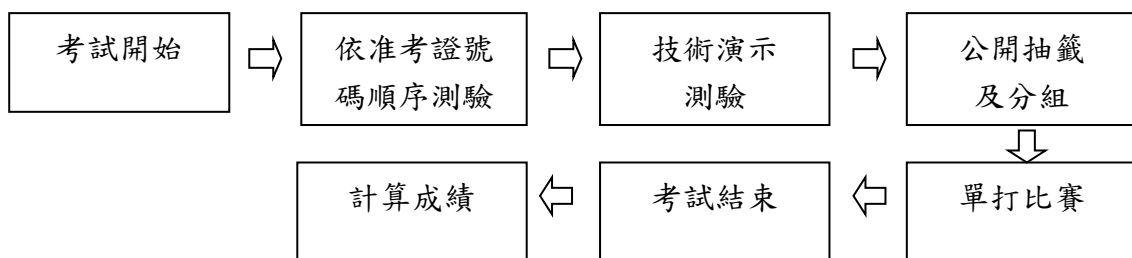 考試開始
依准考證號
碼順序測驗
技術演示
測驗
公開抽籤
及分組
單打比賽
考試結束
計算成績